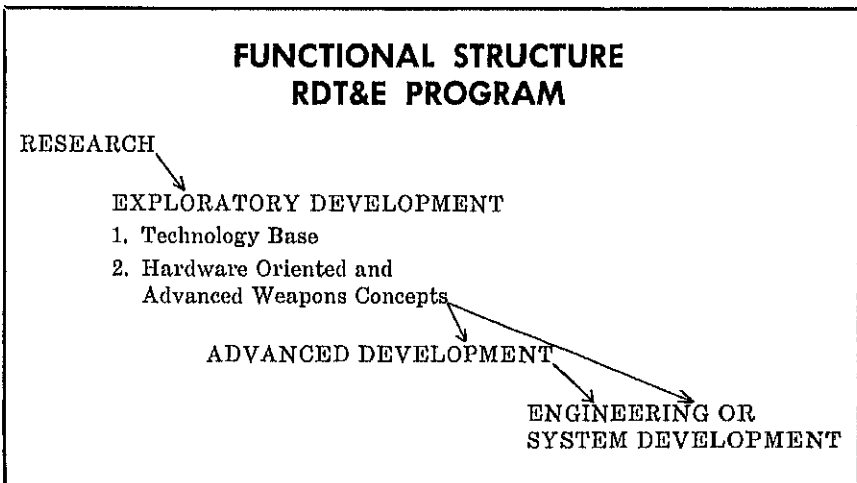 FUNCTIONAL STRUCTURE
RDT&E PROGRAM
RESEARCH
EXPLORATORY DEVELOPMENT
1. Technology Base
2. Hardware Oriented and
Advanced Weapons Concepts
ADVANCED DEVELOPMENT
ENGINEERING OR
SYSTEM DEVELOPMENT